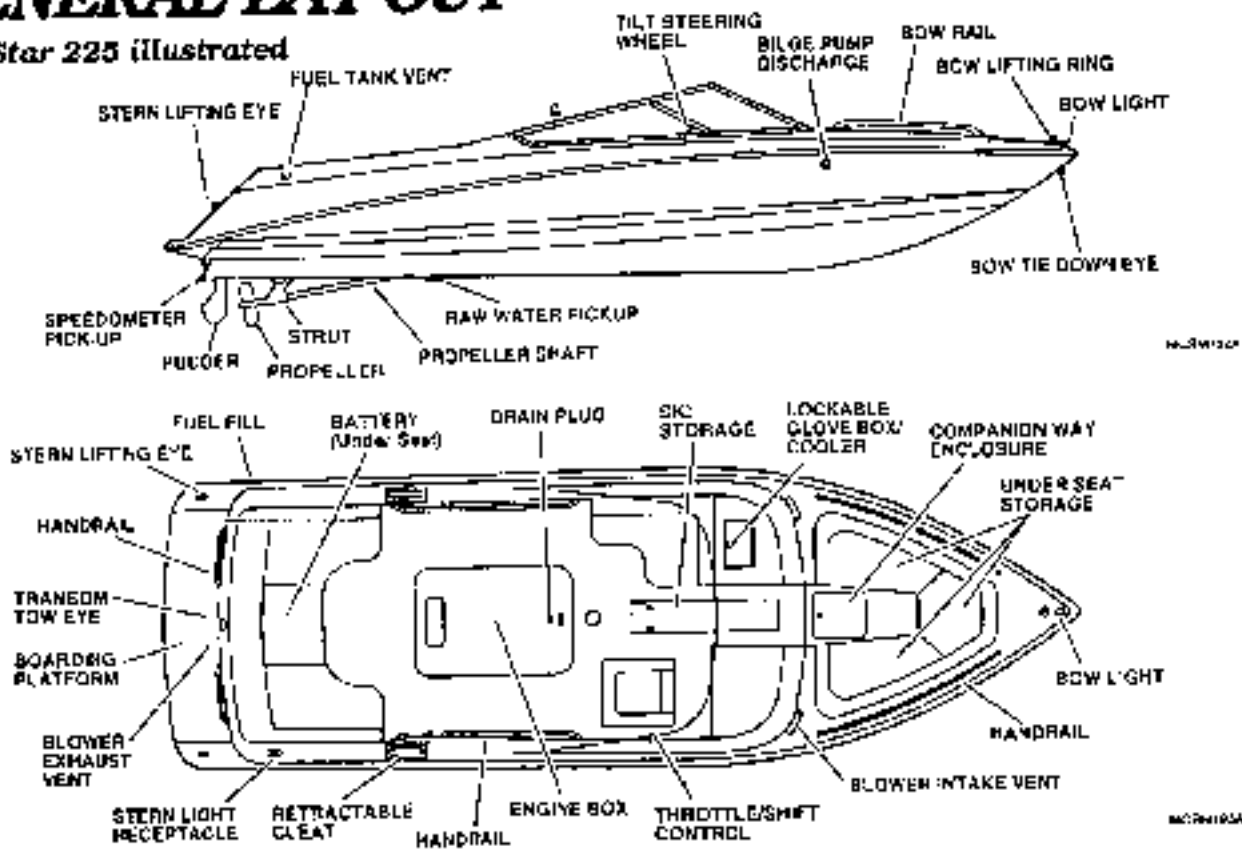 GENERAL LAYOUT
Star 225 illustrated
TILT STEERING
WHEEL
BILGE PUMP
DISCHARGE
BOW RAIL
BOW LIFTING RING
BOW LIGHT
FUEL TANK VENT
STERN LIFTING EYE
BOW TIE DOWN EYE
SPEEDOMETER
PICK-UP
RUDDER
PROPELLER
STRUT
PROPELLER SHAFT
RAW WATER PICKUP
FUEL FILL
BATTERY
(Under Seat)
DRAIN PLUG
SKI
STORAGE
LOCKABLE
GLOVE BOX/
COOLER
COMPANION WAY
ENCLOSURE
UNDER SEAT
STORAGE
STERN LIFTING EYE
HANDRAIL
TRANSOM
TOW EYE
BOARDING
PLATFORM
BLOWER
EXHAUST
VENT
STERN LIGHT
RECEPTACLE
RETRACTABLE
CLEAT
HANDRAIL
ENGINE BOX
THROTTLE/SHIFT
CONTROL
BLOWER INTAKE VENT
HANDRAIL
BOW LIGHT